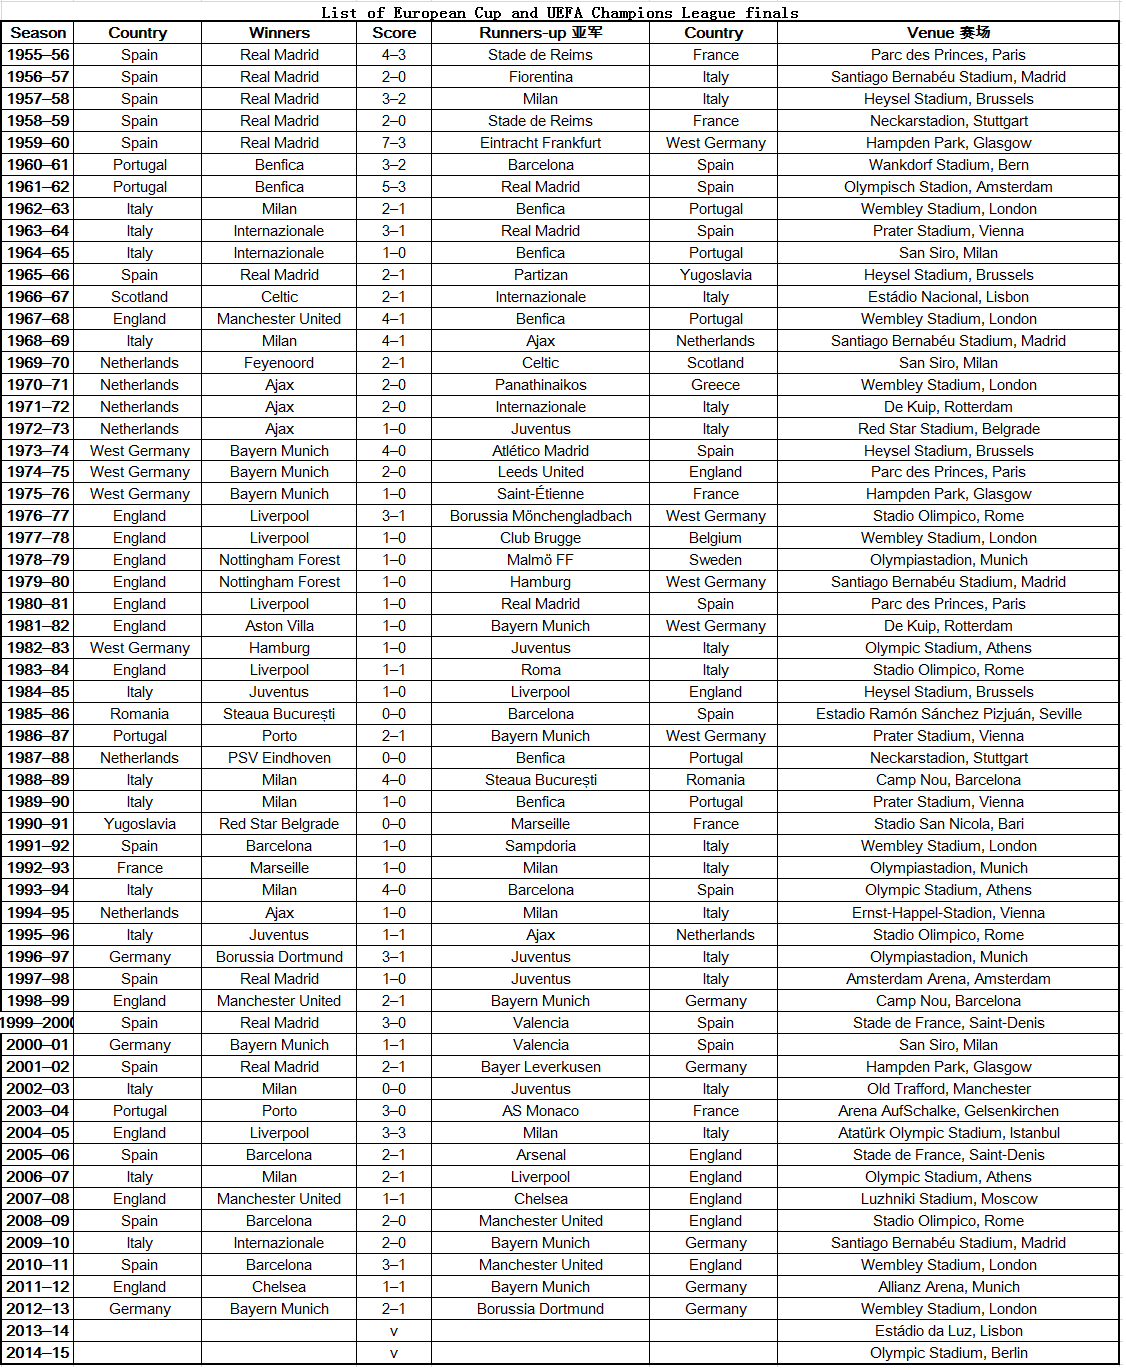 List of European Cup and UEFA Champions League finals
Season Country Winners Score Runners-up 亚军 Country Venue 赛场
1955–56 Spain Real Madrid 4–3 Stade de Reims France Parc des Princes, Paris
1956–57 Spain Real Madrid 2–0 Fiorentina Italy Santiago Bernabéu Stadium, Madrid
1957–58 Spain Real Madrid 3–2 Milan Italy Heysel Stadium, Brussels
1958–59 Spain Real Madrid 2–0 Stade de Reims France Neckarstadion, Stuttgart
1959–60 Spain Real Madrid 7–3 Eintracht Frankfurt West Germany Hampden Park, Glasgow
1960–61 Portugal Benfica 3–2 Barcelona Spain Wankdorf Stadium, Bern
1961–62 Portugal Benfica 5–3 Real Madrid Spain Olympisch Stadion, Amsterdam
1962–63 Italy Milan 2–1 Benfica Portugal Wembley Stadium, London
1963–64 Italy Internazionale 3–1 Real Madrid Spain Prater Stadium, Vienna
1964–65 Italy Internazionale 1–0 Benfica Portugal San Siro, Milan
1965–66 Spain Real Madrid 2–1 Partizan Yugoslavia Heysel Stadium, Brussels
1966–67 Scotland Celtic 2–1 Internazionale Italy Estádio Nacional, Lisbon
1967–68 England Manchester United 4–1 Benfica Portugal Wembley Stadium, London
1968–69 Italy Milan 4–1 Ajax Netherlands Santiago Bernabéu Stadium, Madrid
1969–70 Netherlands Feyenoord 2–1 Celtic Scotland San Siro, Milan
1970–71 Netherlands Ajax 2–0 Panathinaikos Greece Wembley Stadium, London
1971–72 Netherlands Ajax 2–0 Internazionale Italy De Kuip, Rotterdam
1972–73 Netherlands Ajax 1–0 Juventus Italy Red Star Stadium, Belgrade
1973–74 West Germany Bayern Munich 4–0 Atlético Madrid Spain Heysel Stadium, Brussels
1974–75 West Germany Bayern Munich 2–0 Leeds United England Parc des Princes, Paris
1975–76 West Germany Bayern Munich 1–0 Saint-Étienne France Hampden Park, Glasgow
1976–77 England Liverpool 3–1 Borussia Mönchengladbach West Germany Stadio Olimpico, Rome
1977–78 England Liverpool 1–0 Club Brugge Belgium Wembley Stadium, London
1978–79 England Nottingham Forest 1–0 Malmö FF Sweden Olympiastadion, Munich
1979–80 England Nottingham Forest 1–0 Hamburg West Germany Santiago Bernabéu Stadium, Madrid
1980–81 England Liverpool 1–0 Real Madrid Spain Parc des Princes, Paris
1981–82 England Aston Villa 1–0 Bayern Munich West Germany De Kuip, Rotterdam
1982–83 West Germany Hamburg 1–0 Juventus Italy Olympic Stadium, Athens
1983–84 England Liverpool 1–1 Roma Italy Stadio Olimpico, Rome
1984–85 Italy Juventus 1–0 Liverpool England Heysel Stadium, Brussels
1985–86 Romania Steaua București 0–0 Barcelona Spain Estadio Ramón Sánchez Pizjuán, Seville
1986–87 Portugal Porto 2–1 Bayern Munich West Germany Prater Stadium, Vienna
1987–88 Netherlands PSV Eindhoven 0–0 Benfica Portugal Neckarstadion, Stuttgart
1988–89 Italy Milan 4–0 Steaua București Romania Camp Nou, Barcelona
1989–90 Italy Milan 1–0 Benfica Portugal Prater Stadium, Vienna
1990–91 Yugoslavia Red Star Belgrade 0–0 Marseille France Stadio San Nicola, Bari
1991–92 Spain Barcelona 1–0 Sampdoria Italy Wembley Stadium, London
1992–93 France Marseille 1–0 Milan Italy Olympiastadion, Munich
1993–94 Italy Milan 4–0 Barcelona Spain Olympic Stadium, Athens
1994–95 Netherlands Ajax 1–0 Milan Italy Ernst-Happel-Stadion, Vienna
1995–96 Italy Juventus 1–1 Ajax Netherlands Stadio Olimpico, Rome
1996–97 Germany Borussia Dortmund 3–1 Juventus Italy Olympiastadion, Munich
1997–98 Spain Real Madrid 1–0 Juventus Italy Amsterdam Arena, Amsterdam
1998–99 England Manchester United 2–1 Bayern Munich Germany Camp Nou, Barcelona
1999–2000 Spain Real Madrid 3–0 Valencia Spain Stade de France, Saint-Denis
2000–01 Germany Bayern Munich 1–1 Valencia Spain San Siro, Milan
2001–02 Spain Real Madrid 2–1 Bayer Leverkusen Germany Hampden Park, Glasgow
2002–03 Italy Milan 0–0 Juventus Italy Old Trafford, Manchester
2003–04 Portugal Porto 3–0 AS Monaco France Arena AufSchalke, Gelsenkirchen
2004–05 England Liverpool 3–3 Milan Italy Atatürk Olympic Stadium, Istanbul
2005–06 Spain Barcelona 2–1 Arsenal England Stade de France, Saint-Denis
2006–07 Italy Milan 2–1 Liverpool England Olympic Stadium, Athens
2007–08 England Manchester United 1–1 Chelsea England Luzhniki Stadium, Moscow
2008–09 Spain Barcelona 2–0 Manchester United England Stadio Olimpico, Rome
2009–10 Italy Internazionale 2–0 Bayern Munich Germany Santiago Bernabéu Stadium, Madrid
2010–11 Spain Barcelona 3–1 Manchester United England Wembley Stadium, London
2011–12 England Chelsea 1–1 Bayern Munich Germany Allianz Arena, Munich
2012–13 Germany Bayern Munich 2–1 Borussia Dortmund Germany Wembley Stadium, London
2013–14 v Estádio da Luz, Lisbon
2014–15 v Olympic Stadium, Berlin